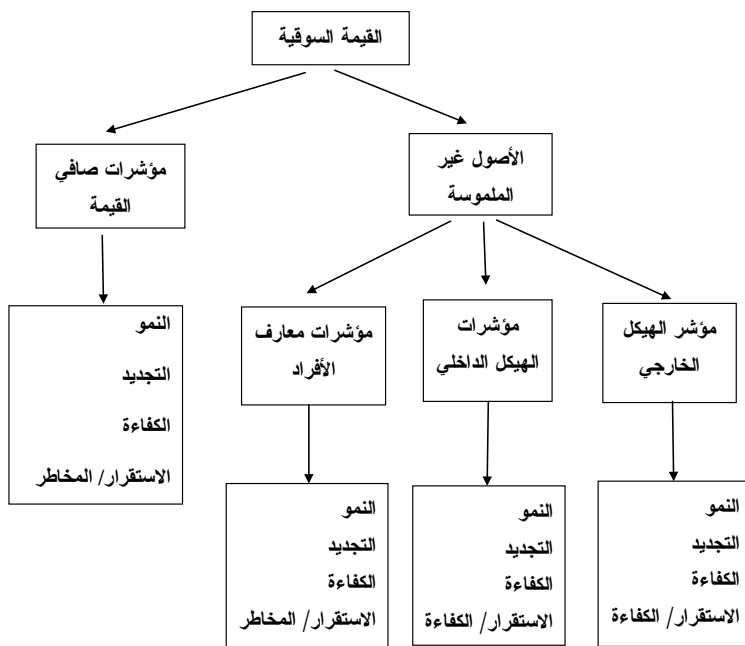 القيمة السوقية
الأصول غير
الملموسة
مؤشرات صافي
القيمة
مؤشر الهيكل
الخارجي
مؤشرات
الهيكل الداخلي
مؤشرات معارف
الأفراد
النمو
التجديد
الكفاءة
الاستقرار/ المخاطر
النمو
التجديد
الكفاءة
الاستقرار/ الكفاءة
النمو
التجديد
الكفاءة
الاستقرار/ الكفاءة
النمو
التجديد
الكفاءة
الاستقرار/ المخاطر